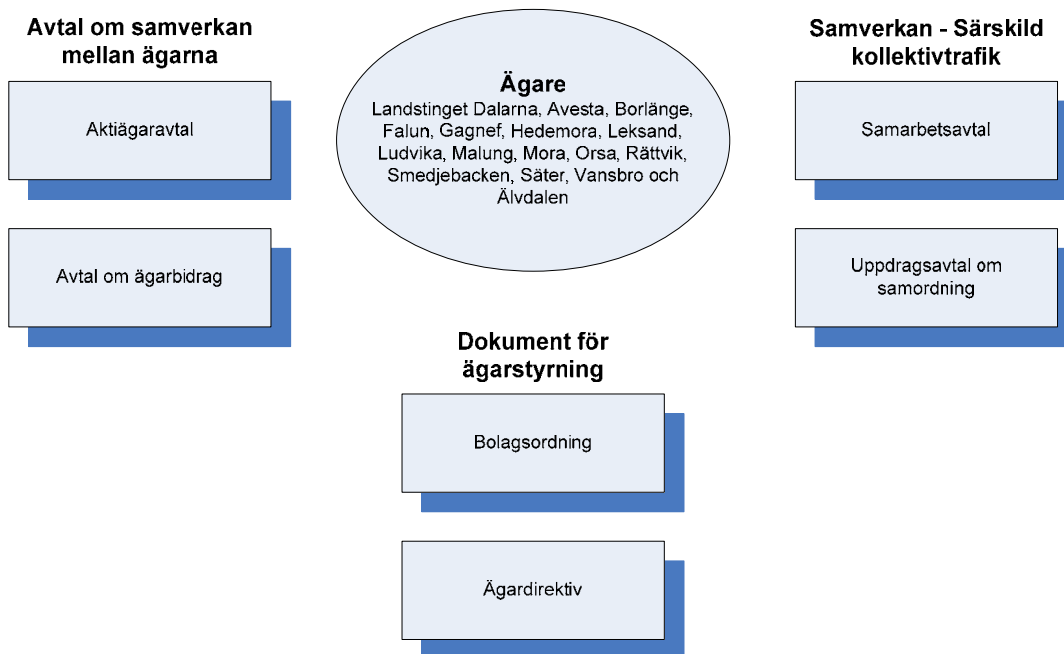 Avtal om samverkan
mellan ägarna
Aktiägaravtal
Avtal om ägarbidrag
Ägare
Landstinget Dalarna, Avesta, Borlänge,
Falun, Gagnef, Hedemora, Leksand,
Ludvika, Malung, Mora, Orsa, Rättvik,
Smedjebacken, Säter, Vansbro och
Älvdalen
Samverkan - Särskild
kollektivtrafik
Samarbetsavtal
Uppdragsavtal om
samordning
Dokument för
ägarstyrning
Bolagsordning
Ägardirektiv